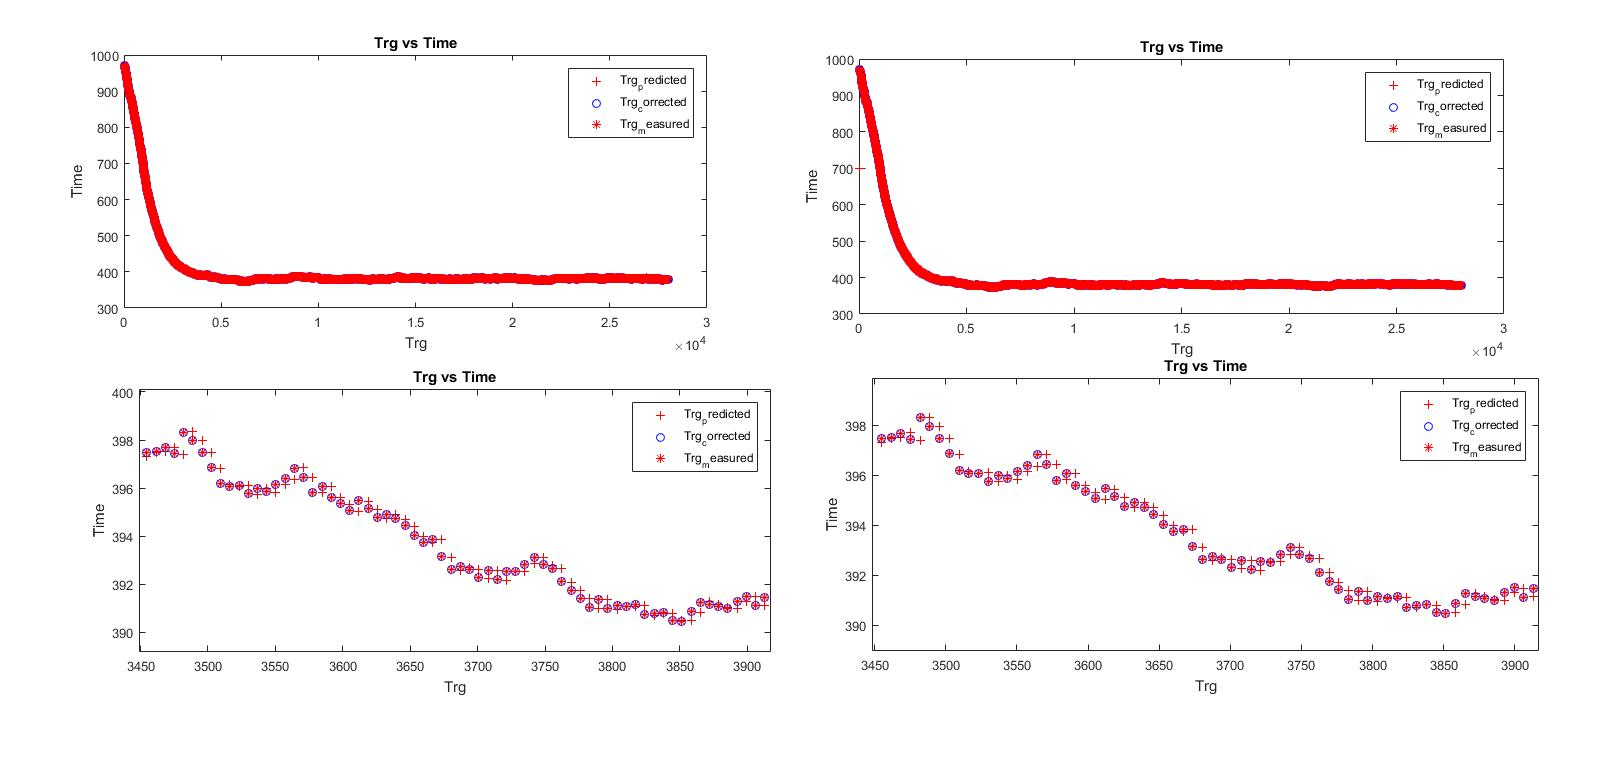 Trg vs Time
1000
900
800
700
600
500
400
300
Time
0
0.5
1
1.5
2
2.5
3
×10⁴
Trg
Trg_predicted
Trg_corrected
Trg_measured
Trg vs Time
1000
900
800
700
600
500
400
300
Time
0
0.5
1
1.5
2
2.5
3
×10⁴
Trg
Trg_predicted
Trg_corrected
Trg_measured
Trg vs Time
400
398
396
394
392
390
Time
3450
3500
3550
3600
3650
3700
3750
3800
3850
3900
Trg
Trg_predicted
Trg_corrected
Trg_measured
Trg vs Time
398
396
394
392
390
Time
3450
3500
3550
3600
3650
3700
3750
3800
3850
3900
Trg
Trg_predicted
Trg_corrected
Trg_measured